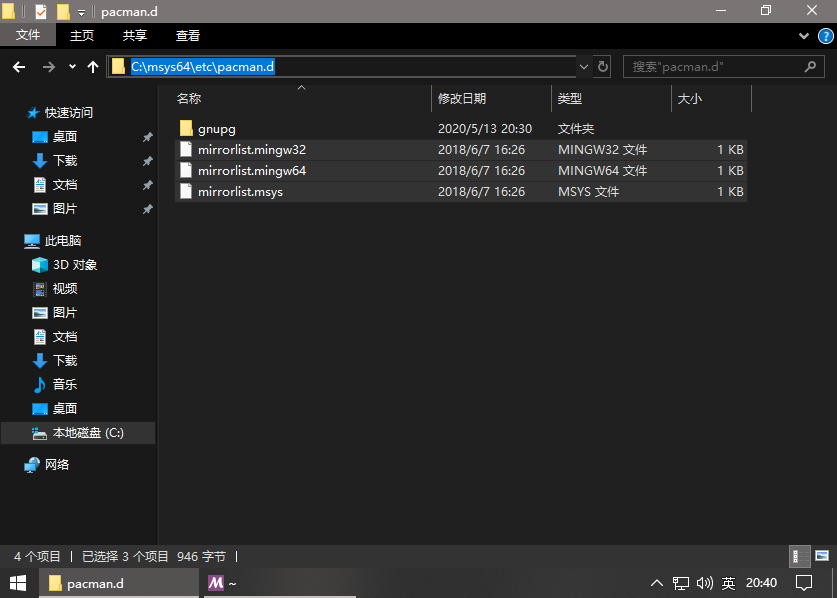 pacman.d
文件 主页 共享 查看
C:\msys64\etc\pacman.d 搜索"pacman.d"
名称 修改日期 类型 大小
快速访问
桌面
下载
文档
图片
此电脑
3D 对象
视频
图片
文档
下载
音乐
桌面
本地磁盘 (C:)
网络
gnupg 2020/5/13 20:30 文件夹
mirrorlist.mingw32 2018/6/7 16:26 MINGW32 文件 1 KB
mirrorlist.mingw64 2018/6/7 16:26 MINGW64 文件 1 KB
mirrorlist.msys 2018/6/7 16:26 MSYS 文件 1 KB
4 个项目 已选择 3 个项目 946 字节
pacman.d M ~ 英 20:40